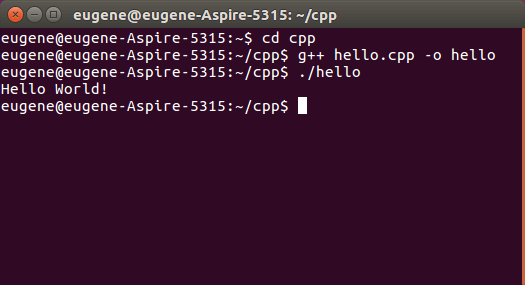 eugene@eugene-Aspire-5315: ~/cpp
eugene@eugene-Aspire-5315:~$ cd cpp
eugene@eugene-Aspire-5315:~/cpp$ g++ hello.cpp -o hello
eugene@eugene-Aspire-5315:~/cpp$ ./hello
Hello World!
eugene@eugene-Aspire-5315:~/cpp$